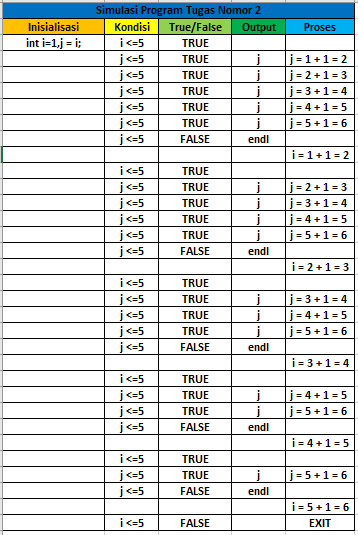 Simulasi Program Tugas Nomor 2
Inisialisasi Kondisi True/False Output Proses
int i=1,j = i; i <=5 TRUE
j <=5 TRUE j j = 1 + 1 = 2
j <=5 TRUE j j = 2 + 1 = 3
j <=5 TRUE j j = 3 + 1 = 4
j <=5 TRUE j j = 4 + 1 = 5
j <=5 TRUE j j = 5 + 1 = 6
j <=5 FALSE endl
i = 1 + 1 = 2
i <=5 TRUE
j <=5 TRUE j j = 2 + 1 = 3
j <=5 TRUE j j = 3 + 1 = 4
j <=5 TRUE j j = 4 + 1 = 5
j <=5 TRUE j j = 5 + 1 = 6
j <=5 FALSE endl
i = 2 + 1 = 3
i <=5 TRUE
j <=5 TRUE j j = 3 + 1 = 4
j <=5 TRUE j j = 4 + 1 = 5
j <=5 TRUE j j = 5 + 1 = 6
j <=5 FALSE endl
i = 3 + 1 = 4
i <=5 TRUE
j <=5 TRUE j j = 4 + 1 = 5
j <=5 TRUE j j = 5 + 1 = 6
j <=5 FALSE endl
i = 4 + 1 = 5
i <=5 TRUE
j <=5 TRUE j j = 5 + 1 = 6
j <=5 FALSE endl
i = 5 + 1 = 6
i <=5 FALSE EXIT